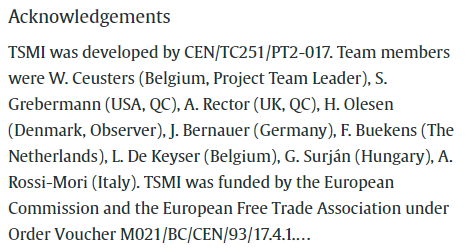 Acknowledgements
TSMI was developed by CEN/TC251/PT2-017. Team members
were W. Ceusters (Belgium, Project Team Leader), S.
Grebermann (USA, QC), A. Rector (UK, QC), H. Olesen
(Denmark, Observer), J. Bernauer (Germany), F. Buekens (The
Netherlands), L. De Keyser (Belgium), G. Surján (Hungary), A.
Rossi-Mori (Italy). TSMI was funded by the European
Commission and the European Free Trade Association under
Order Voucher M021/BC/CEN/93/17.4.1.…